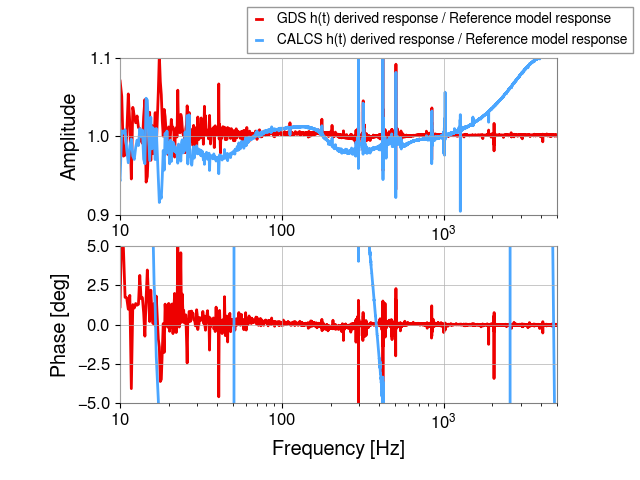 GDS h(t) derived response / Reference model response
CALCS h(t) derived response / Reference model response
1.1
1.0
0.9
Amplitude
10
100
10³
5.0
2.5
0.0
−2.5
−5.0
Phase [deg]
10
100
10³
Frequency [Hz]